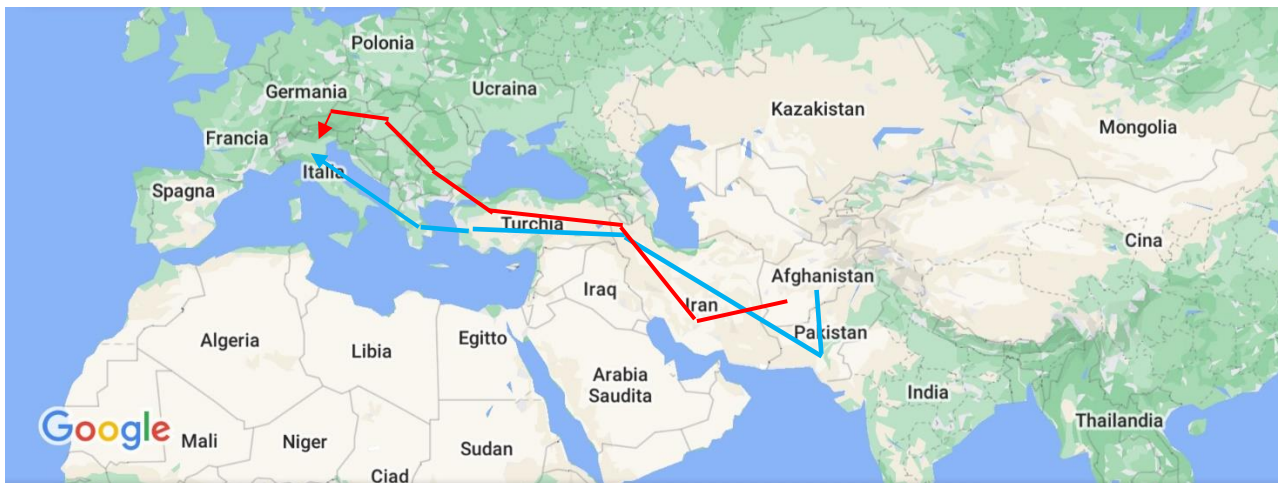 Polonia
Germania
Ucraina
Kazakistan
Mongolia
Francia
Italia
Spagna
Turchia
Cina
Afghanistan
Iraq
Iran
Pakistan
Algeria
Libia
Egitto
Arabia
Saudita
India
Thailandia
Google
Mali
Niger
Sudan
Ciad